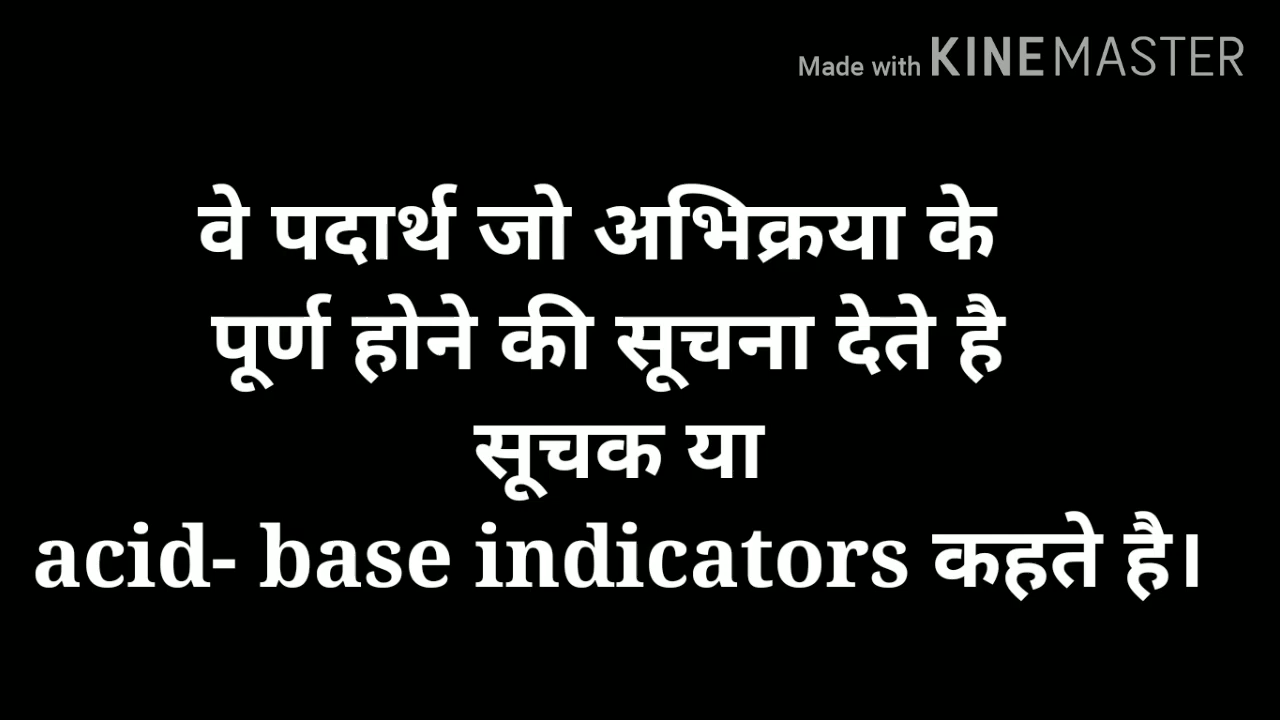 Made with KINEMASTER
वे पदार्थ जो अभिक्रया के
पूर्ण होने की सूचना देते है
सूचक या
acid- base indicators कहते है।